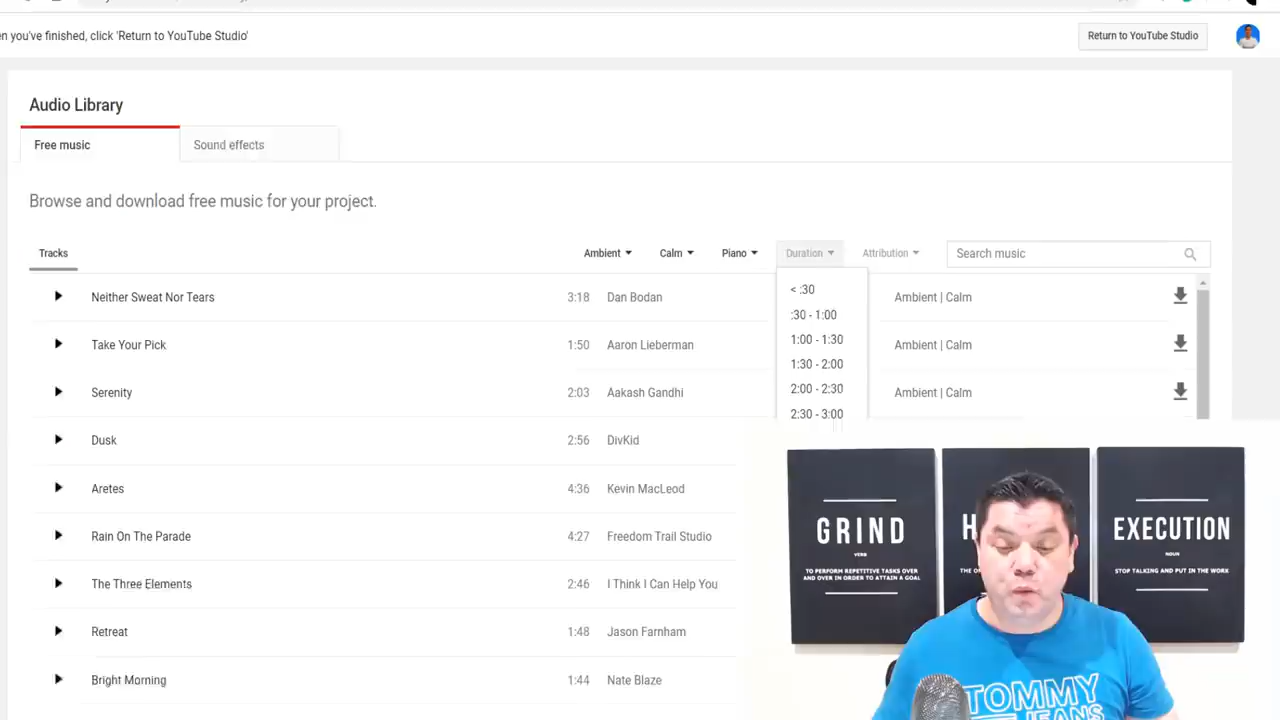 en you've finished, click 'Return to YouTube Studio'
Return to YouTube Studio
Audio Library
Free music
Sound effects
Browse and download free music for your project.
Tracks
Ambient
Calm
Piano
Duration
Attribution
Search music
< :30
:30 - 1:00
1:00 - 1:30
1:30 - 2:00
2:00 - 2:30
2:30 - 3:00
Neither Sweat Nor Tears 3:18 Dan Bodan Ambient | Calm
Take Your Pick 1:50 Aaron Lieberman Ambient | Calm
Serenity 2:03 Aakash Gandhi Ambient | Calm
Dusk 2:56 DivKid
Aretes 4:36 Kevin MacLeod
Rain On The Parade 4:27 Freedom Trail Studio
The Three Elements 2:46 I Think I Can Help You
Retreat 1:48 Jason Farnham
Bright Morning 1:44 Nate Blaze
GRIND
VERB
TO PERFORM REPETITIVE TASKS OVER
AND OVER IN ORDER TO ATTAIN A GOAL
H
THE
EXECUTION
NOUN
STOP TALKING AND PUT IN THE WORK
TOMMY
JEANS